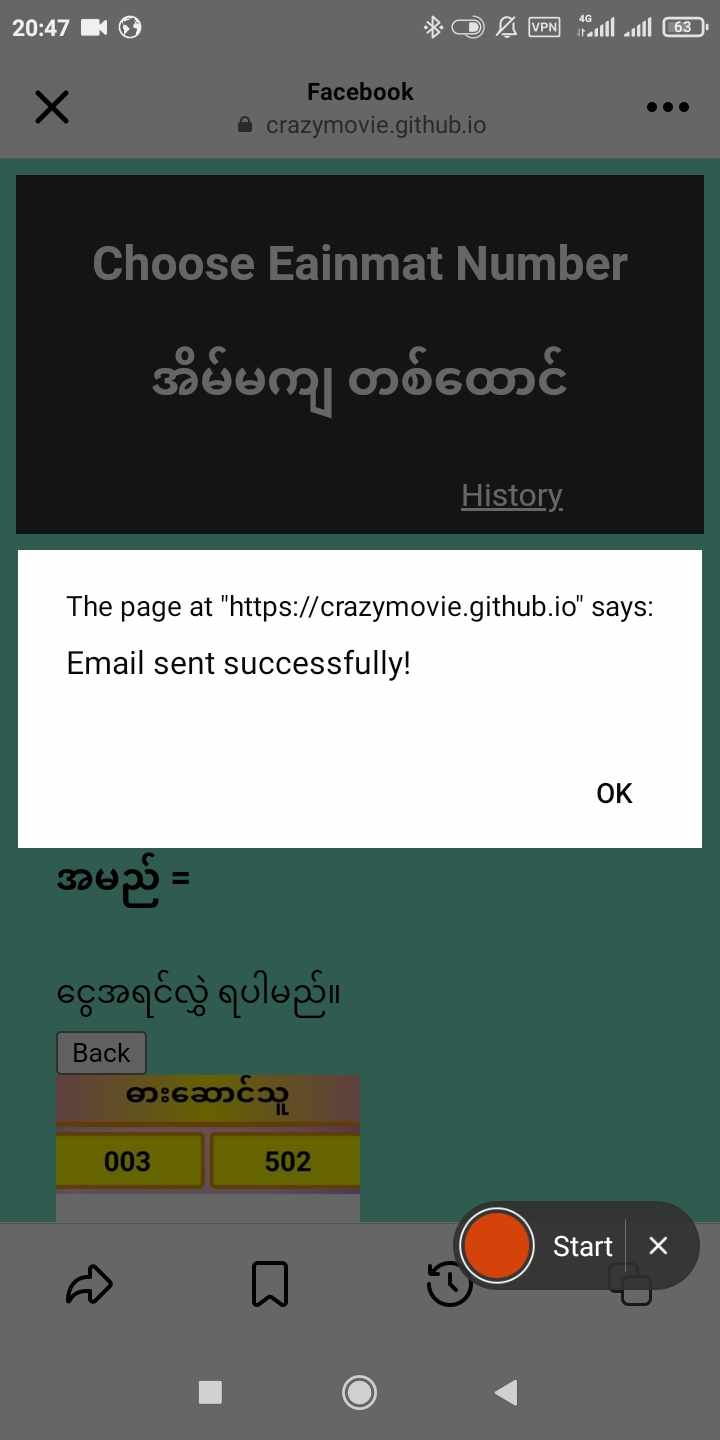 20:47
VPN
4G
63
Facebook
crazymovie.github.io
Choose Eainmat Number
အိမ်မကျ တစ်ထောင်
History
The page at "https://crazymovie.github.io" says:
Email sent successfully!
OK
အမည် =
ငွေအရင်လွှဲ ရပါမည်။
Back
ဓားဆောင်သူ
003 502
Start